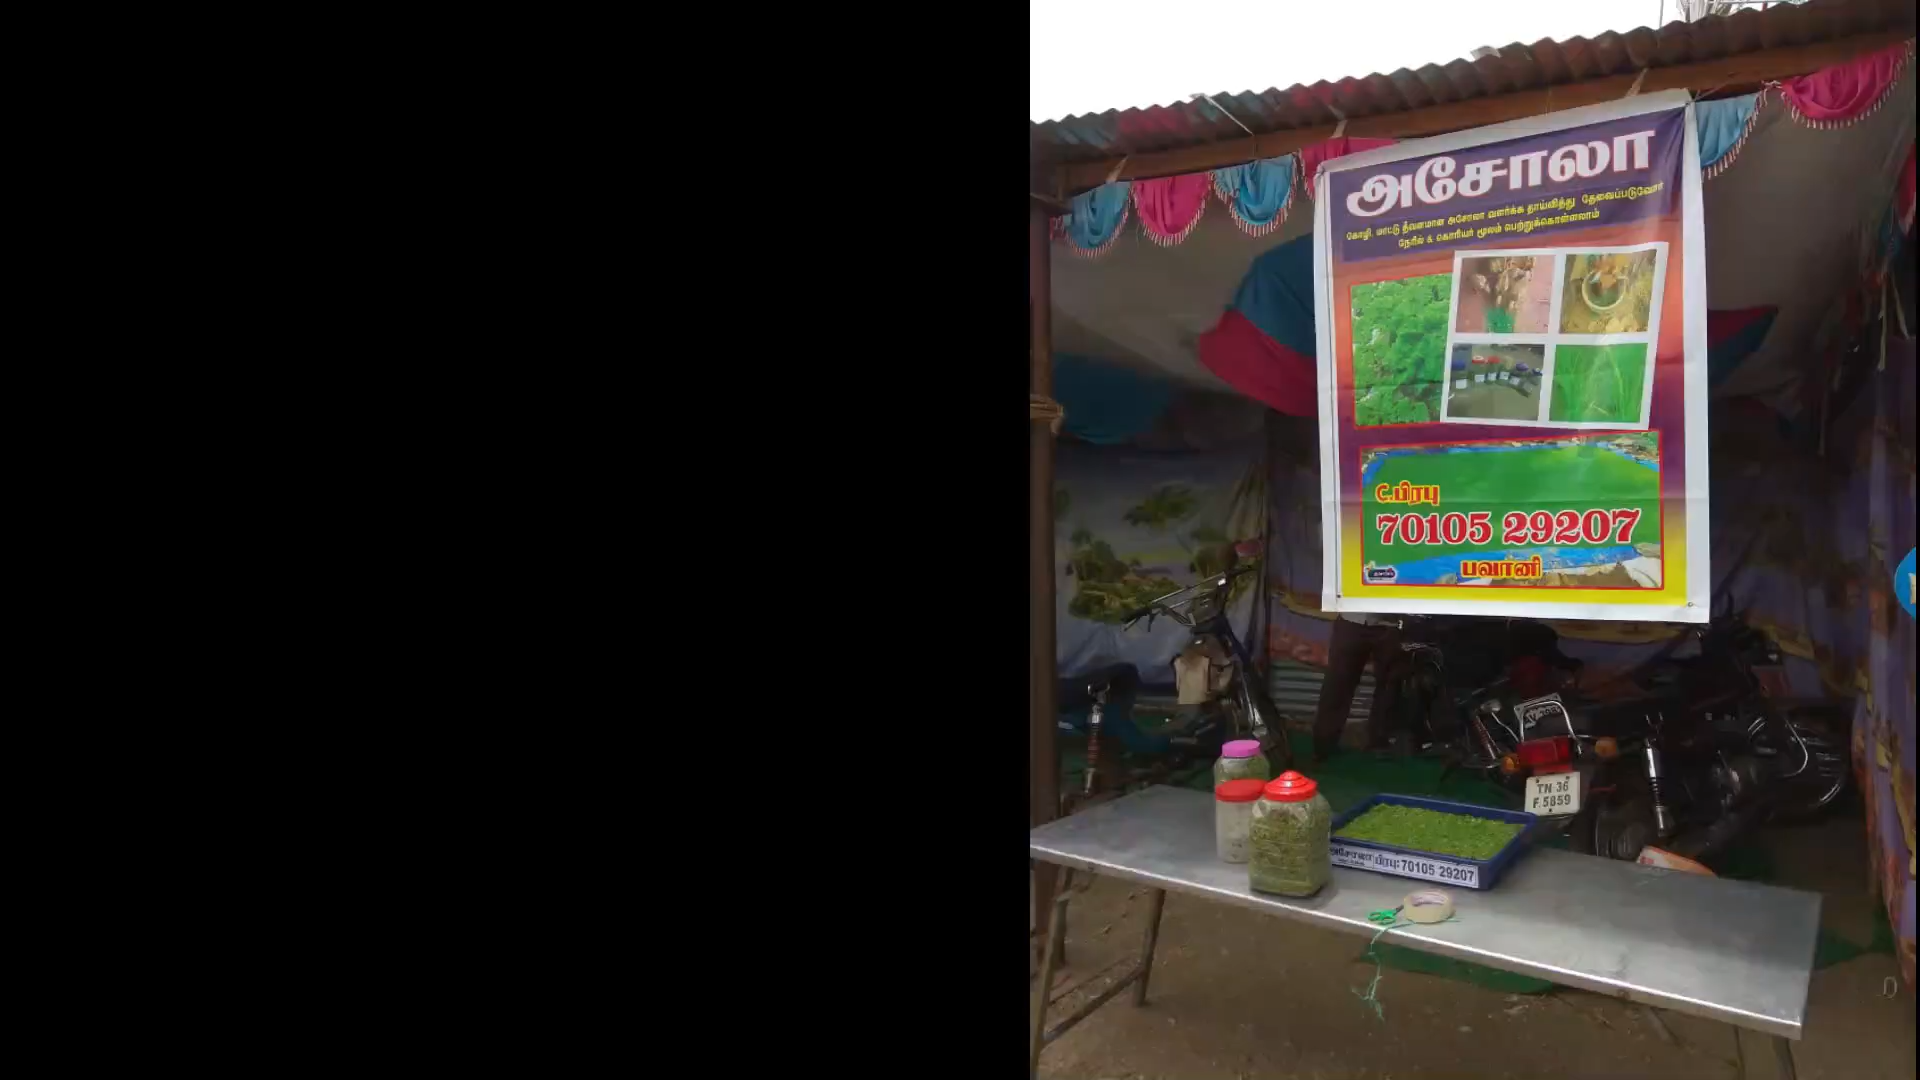 அசோலா
கோழி, மாட்டு தீவனமான அசோலா வளர்க்க தாய்வித்து தேவைப்படுவோர்
நேரில் & கொரியர் மூலம் பெற்றுக்கொள்ளலாம்
C.பிரபு
70105 29207
பவானி
TN 36
F 5859
அசோலா பிரபு: 70105 29207